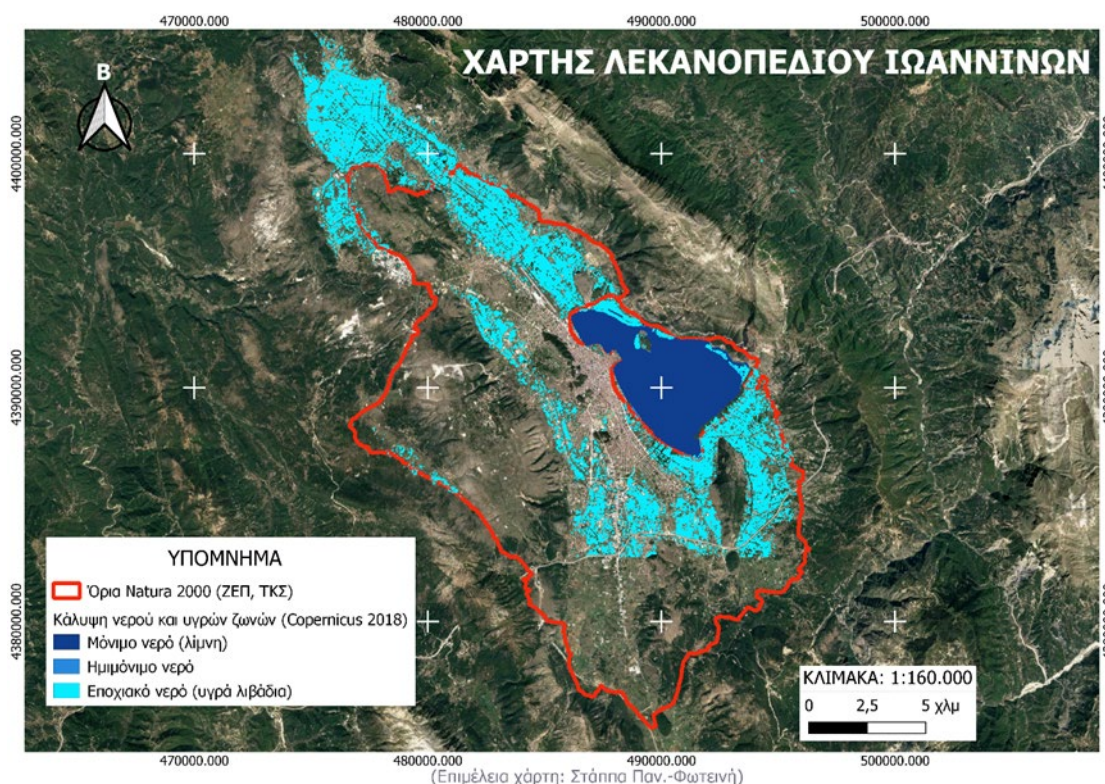 470000.000 480000.000 490000.000 500000.000
ΧΑΡΤΗΣ ΛΕΚΑΝΟΠΕΔΙΟΥ ΙΩΑΝΝΙΝΩΝ
Β
4400000.000
4390000.000
4380000.000
ΥΠΟΜΝΗΜΑ
Όρια Natura 2000 (ΖΕΠ, ΤΚΣ)
Κάλυψη νερού και υγρών ζωνών (Copernicus 2018)
Μόνιμο νερό (λίμνη)
Ημιμόνιμο νερό
Εποχιακό νερό (υγρά λιβάδια)
ΚΛΙΜΑΚΑ: 1:160.000
0 2,5 5 χλμ
470000.000 480000.000 490000.000 500000.000
(Επιμέλεια χάρτη: Στάππα Παν.-Φωτεινή)